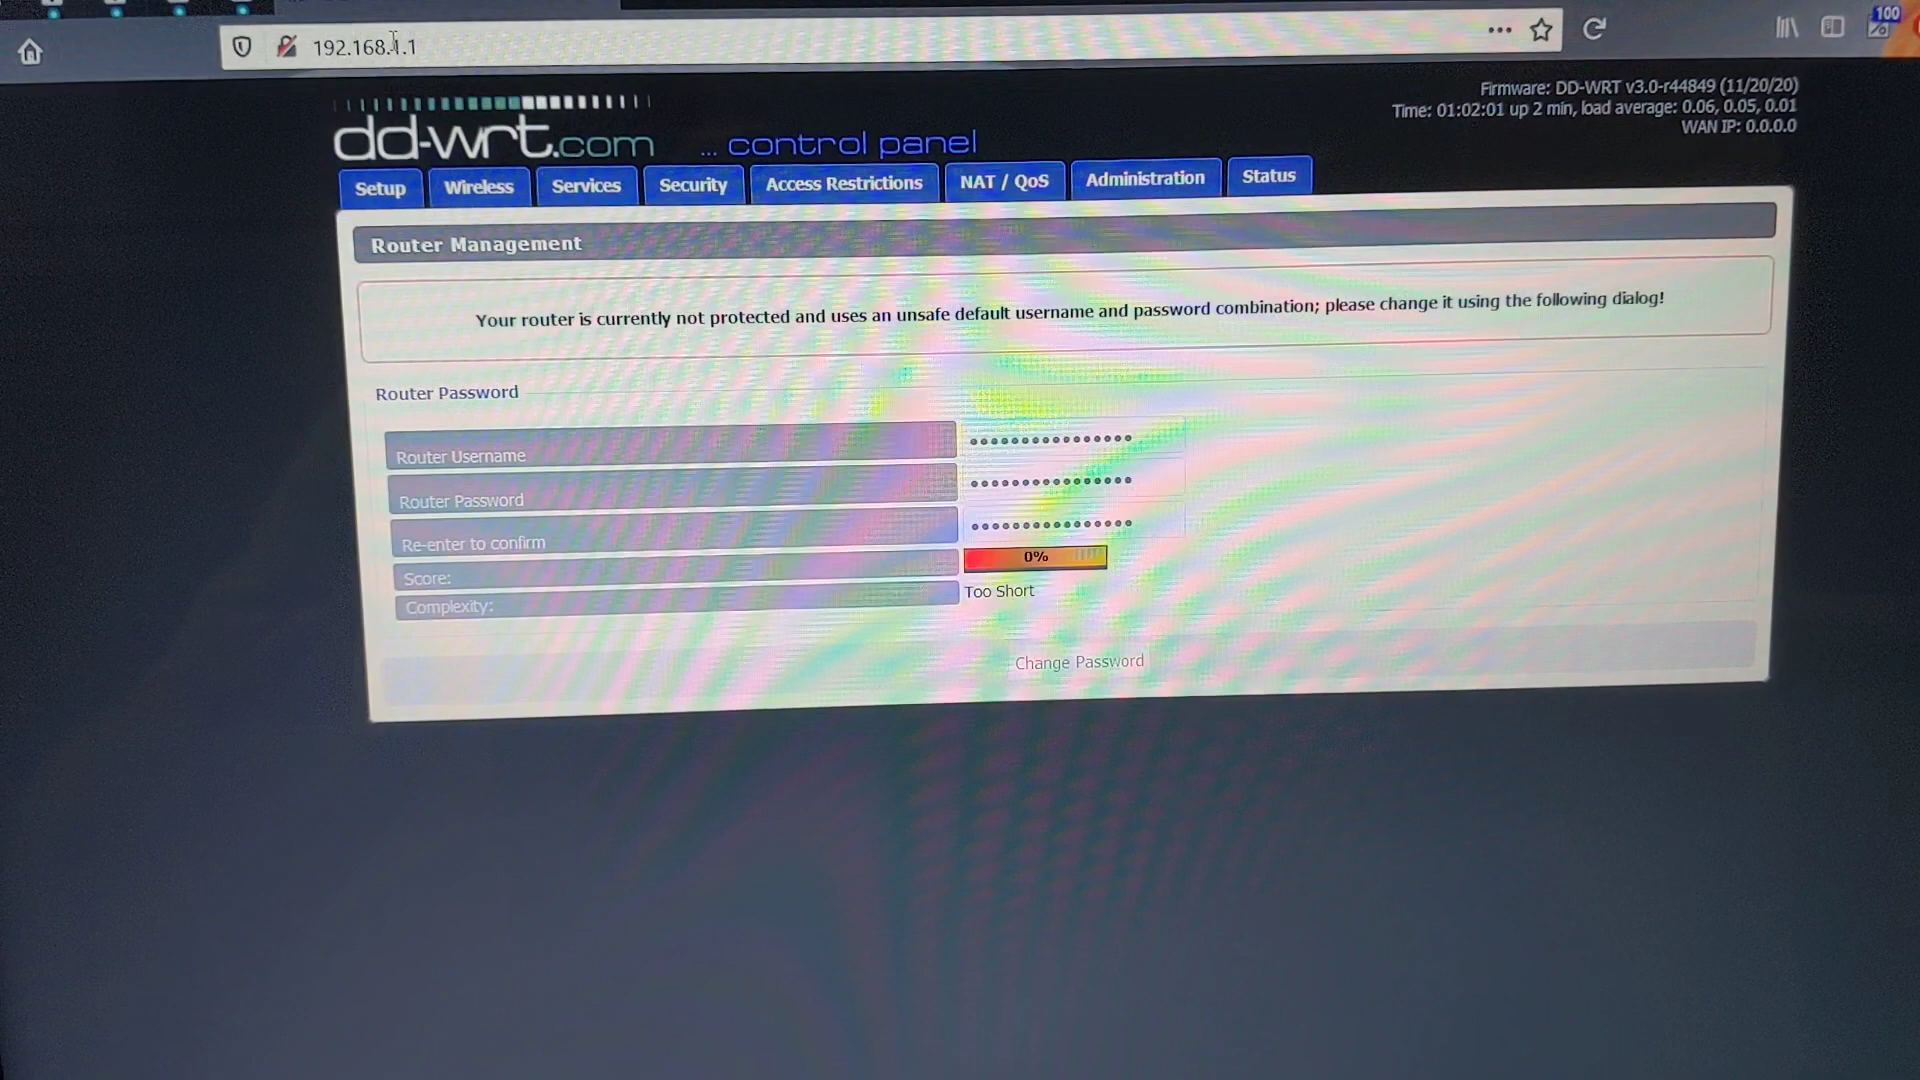 100
192.168.1.1
Firmware: DD-WRT v3.0-r44849 (11/20/20)
Time: 01:02:01 up 2 min, load average: 0.06, 0.05, 0.01
WAN IP: 0.0.0.0
dd-wrt.com ... control panel
Setup Wireless Services Security Access Restrictions NAT / QoS Administration Status
Router Management
Your router is currently not protected and uses an unsafe default username and password combination; please change it using the following dialog!
Router Password
Router Username
Router Password
Re-enter to confirm
Score: 0%
Complexity: Too Short
Change Password